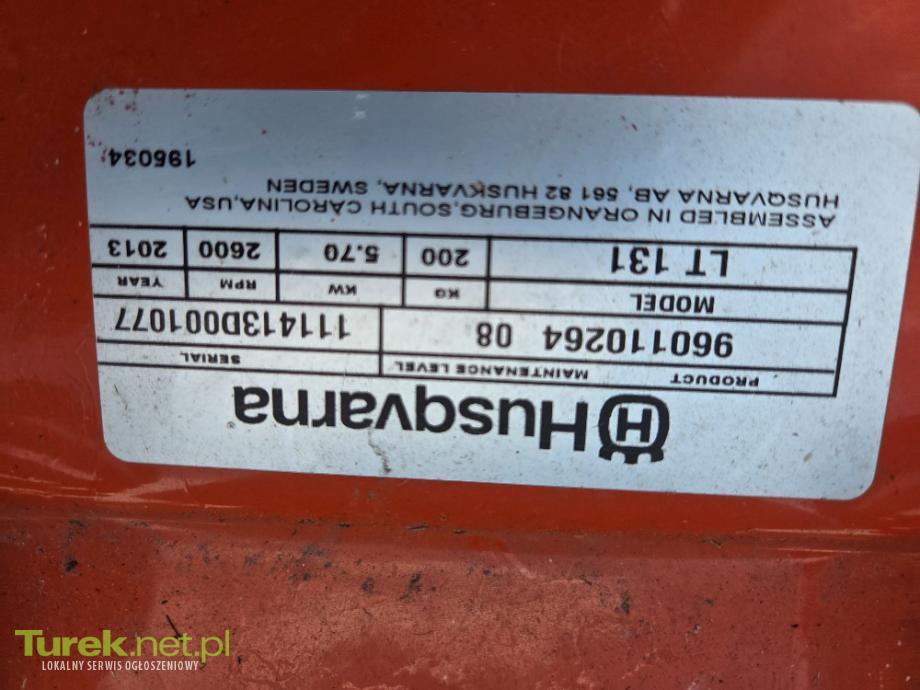 Husqvarna
PRODUCT MAINTENANCE LEVEL SERIAL
960110264 08 111413D001077
MODEL KG KW RPM YEAR
LT 131 200 5.70 2600 2013
ASSEMBLED IN ORANGEBURG,SOUTH CAROLINA,USA
HUSQVARNA AB, 561 82 HUSKVARNA, SWEDEN
195034
Turek.net.pl
LOKALNY SERWIS OGŁOSZENIOWY